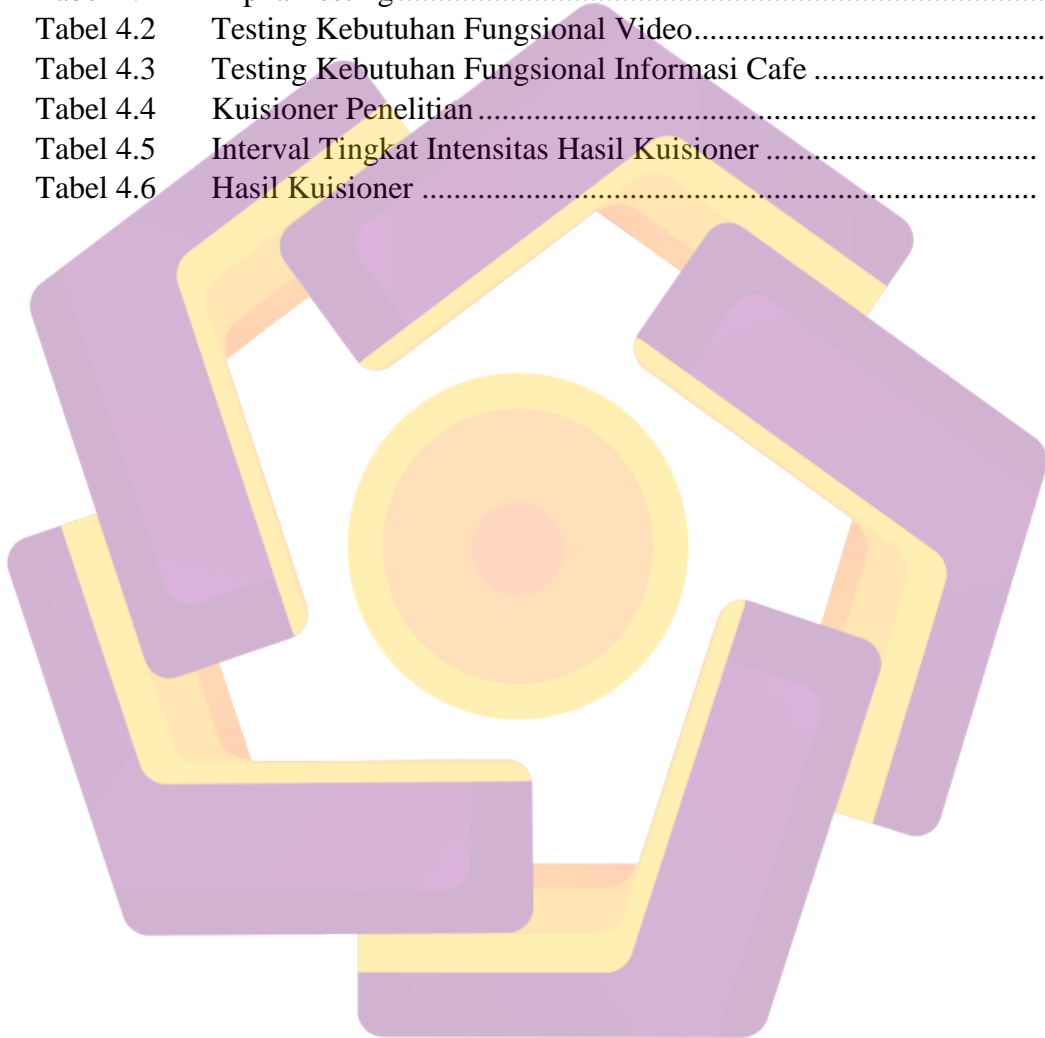 Tabel 4.2 Testing Kebutuhan Fungsional Video..................................................
Tabel 4.3 Testing Kebutuhan Fungsional Informasi Cafe .................................
Tabel 4.4 Kuisioner Penelitian ............................................................................
Tabel 4.5 Interval Tingkat Intensitas Hasil Kuisioner ......................................
Tabel 4.6 Hasil Kuisioner ...................................................................................